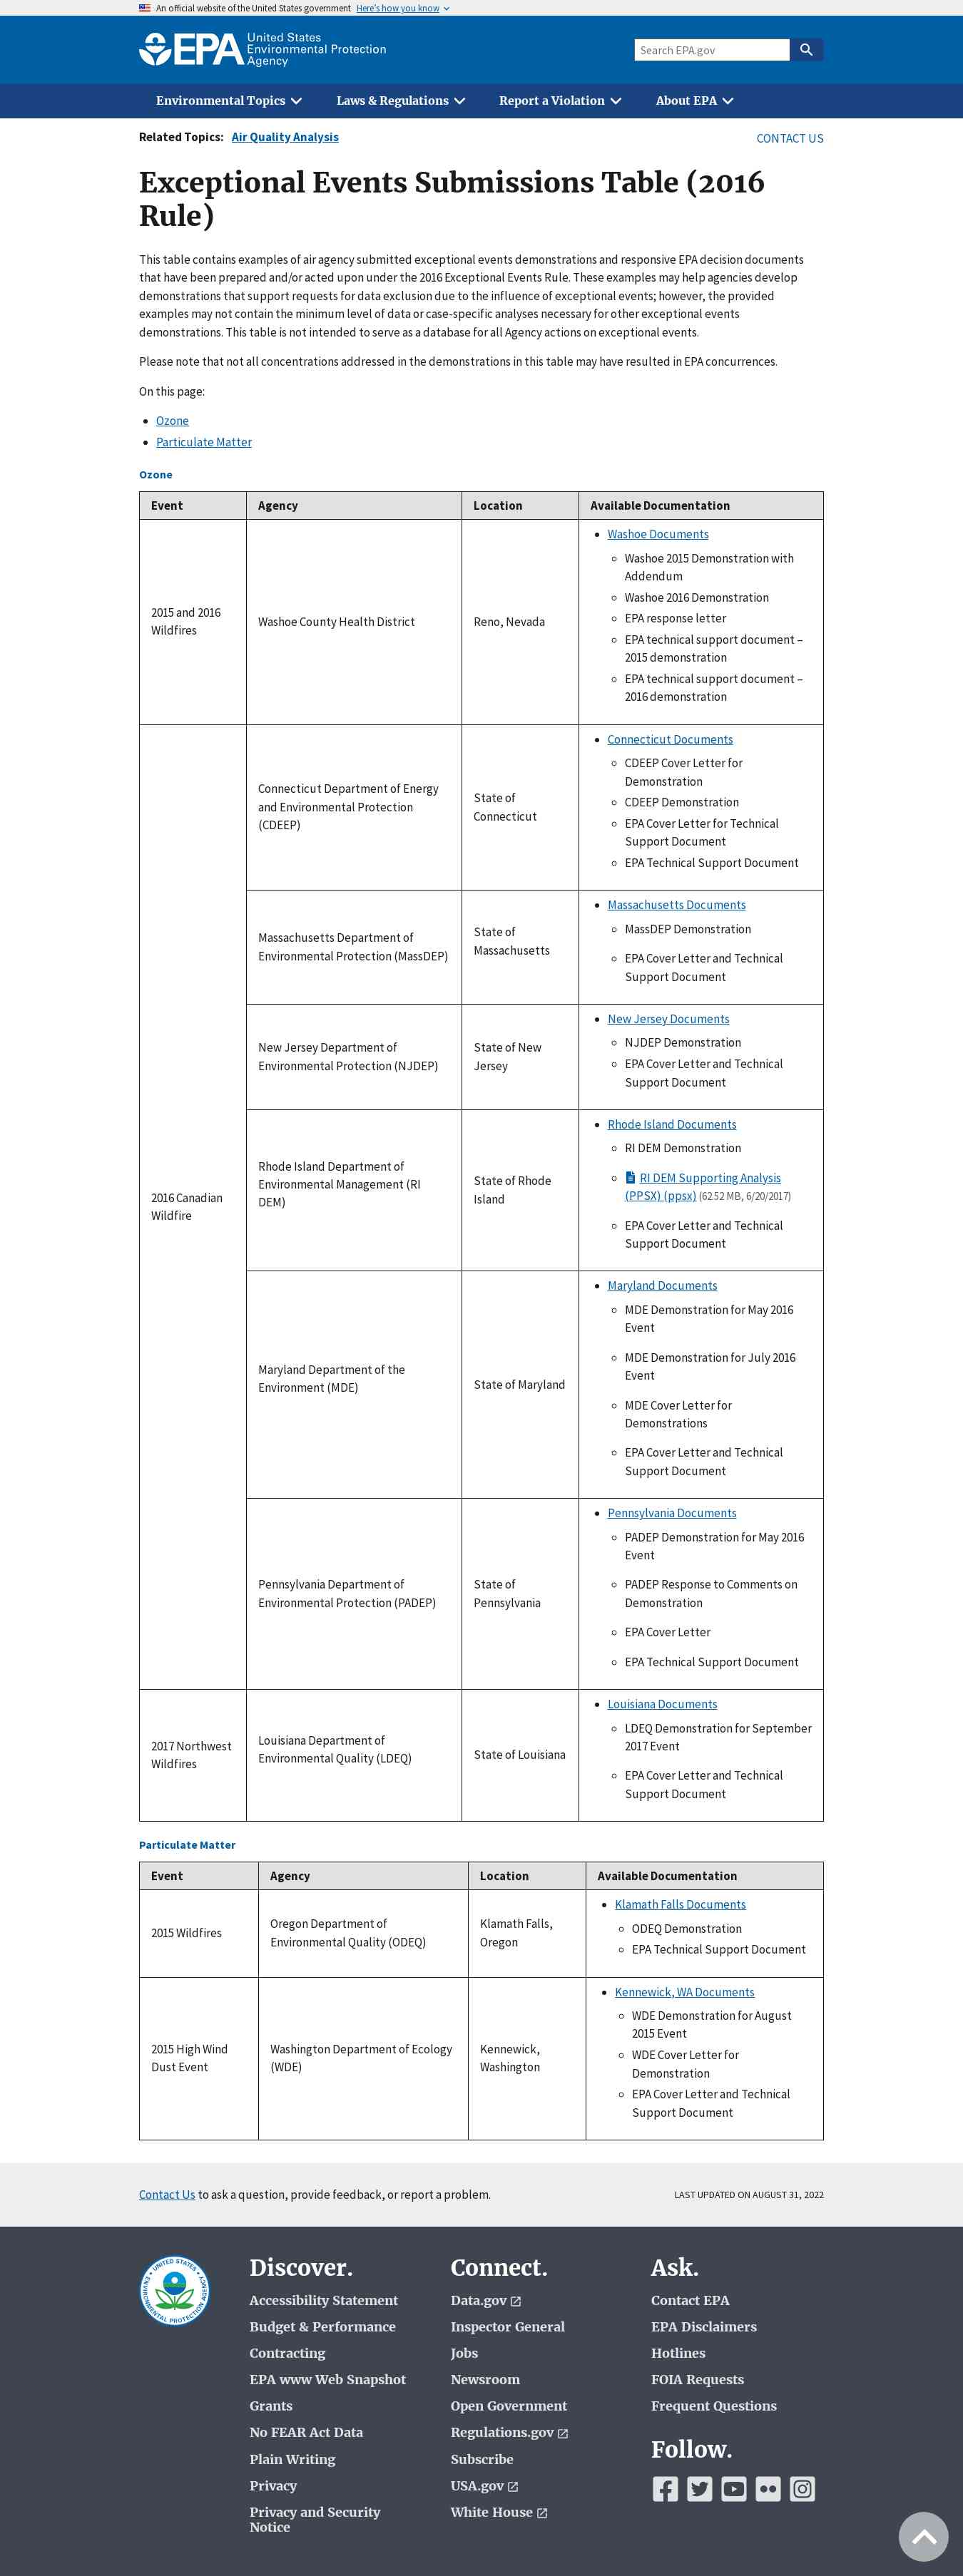 An official website of the United States government Here's how you know
EPA United States
Environmental Protection
Agency
Search EPA.gov
Environmental Topics
Laws & Regulations
Report a Violation
About EPA
Related Topics: Air Quality Analysis
CONTACT US
Exceptional Events Submissions Table (2016
Rule)
This table contains examples of air agency submitted exceptional events demonstrations and responsive EPA decision documents
that have been prepared and/or acted upon under the 2016 Exceptional Events Rule. These examples may help agencies develop
demonstrations that support requests for data exclusion due to the influence of exceptional events; however, the provided
examples may not contain the minimum level of data or case-specific analyses necessary for other exceptional events
demonstrations. This table is not intended to serve as a database for all Agency actions on exceptional events.
Please note that not all concentrations addressed in the demonstrations in this table may have resulted in EPA concurrences.
On this page:
Ozone
Particulate Matter
Ozone
Event Agency Location Available Documentation
2015 and 2016
Wildfires
Washoe County Health District
Reno, Nevada
Washoe Documents
Washoe 2015 Demonstration with
Addendum
Washoe 2016 Demonstration
EPA response letter
EPA technical support document –
2015 demonstration
EPA technical support document –
2016 demonstration
2016 Canadian
Wildfire
Connecticut Department of Energy
and Environmental Protection
(CDEEP)
State of
Connecticut
Connecticut Documents
CDEEP Cover Letter for
Demonstration
CDEEP Demonstration
EPA Cover Letter for Technical
Support Document
EPA Technical Support Document
Massachusetts Department of
Environmental Protection (MassDEP)
State of
Massachusetts
Massachusetts Documents
MassDEP Demonstration
EPA Cover Letter and Technical
Support Document
New Jersey Department of
Environmental Protection (NJDEP)
State of New
Jersey
New Jersey Documents
NJDEP Demonstration
EPA Cover Letter and Technical
Support Document
Rhode Island Department of
Environmental Management (RI
DEM)
State of Rhode
Island
Rhode Island Documents
RI DEM Demonstration
RI DEM Supporting Analysis
(PPSX) (ppsx) (62.52 MB, 6/20/2017)
EPA Cover Letter and Technical
Support Document
Maryland Department of the
Environment (MDE)
State of Maryland
Maryland Documents
MDE Demonstration for May 2016
Event
MDE Demonstration for July 2016
Event
MDE Cover Letter for
Demonstrations
EPA Cover Letter and Technical
Support Document
Pennsylvania Department of
Environmental Protection (PADEP)
State of
Pennsylvania
Pennsylvania Documents
PADEP Demonstration for May 2016
Event
PADEP Response to Comments on
Demonstration
EPA Cover Letter
EPA Technical Support Document
2017 Northwest
Wildfires
Louisiana Department of
Environmental Quality (LDEQ)
State of Louisiana
Louisiana Documents
LDEQ Demonstration for September
2017 Event
EPA Cover Letter and Technical
Support Document
Particulate Matter
Event Agency Location Available Documentation
2015 Wildfires
Oregon Department of
Environmental Quality (ODEQ)
Klamath Falls,
Oregon
Klamath Falls Documents
ODEQ Demonstration
EPA Technical Support Document
2015 High Wind
Dust Event
Washington Department of Ecology
(WDE)
Kennewick,
Washington
Kennewick, WA Documents
WDE Demonstration for August
2015 Event
WDE Cover Letter for
Demonstration
EPA Cover Letter and Technical
Support Document
Contact Us to ask a question, provide feedback, or report a problem.
LAST UPDATED ON AUGUST 31, 2022
UNITED STATES
ENVIRONMENTAL PROTECTION AGENCY
Discover.
Accessibility Statement
Budget & Performance
Contracting
EPA www Web Snapshot
Grants
No FEAR Act Data
Plain Writing
Privacy
Privacy and Security
Notice
Connect.
Data.gov
Inspector General
Jobs
Newsroom
Open Government
Regulations.gov
Subscribe
USA.gov
White House
Ask.
Contact EPA
EPA Disclaimers
Hotlines
FOIA Requests
Frequent Questions
Follow.